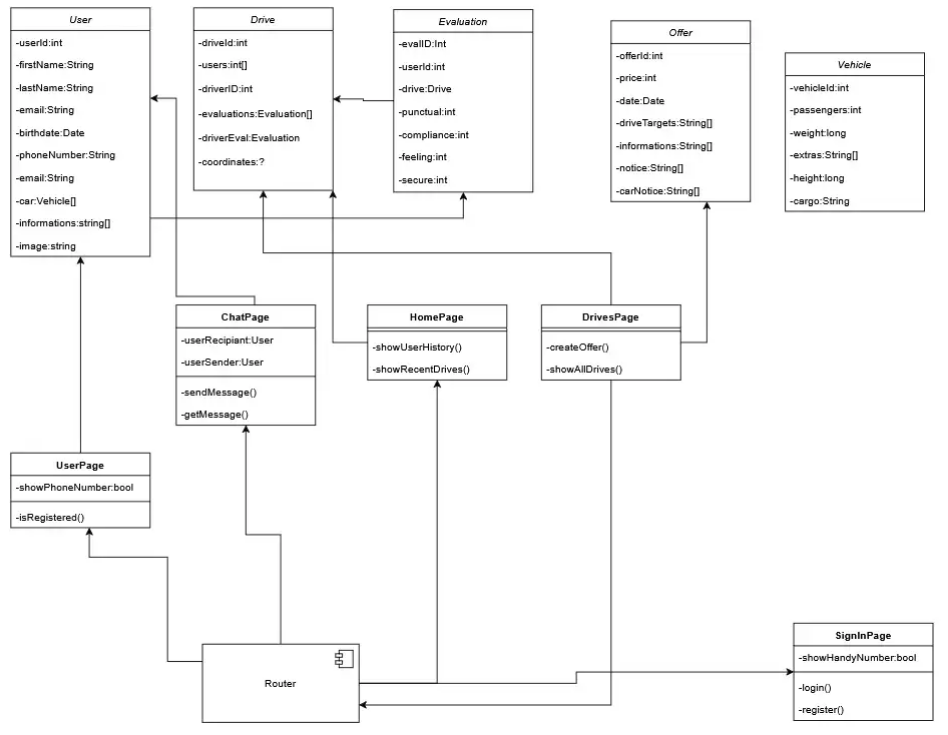 User
-userId:int
-firstName:String
-lastName:String
-email:String
-birthdate:Date
-phoneNumber:String
-email:String
-car:Vehicle[]
-informations:string[]
-image:string
Drive
-driveId:int
-users:int[]
-driverID:int
-evaluations:Evaluation[]
-driverEval:Evaluation
-coordinates:?
Evaluation
-evalID:Int
-userId:int
-drive:Drive
-punctual:int
-compliance:int
-feeling:int
-secure:int
Offer
-offerId:int
-price:int
-date:Date
-driveTargets:String[]
-informations:String[]
-notice:String[]
-carNotice:String[]
Vehicle
-vehicleId:int
-passengers:int
-weight:long
-extras:String[]
-height:long
-cargo:String
ChatPage
-userRecipiant:User
-userSender:User
-sendMessage()
-getMessage()
HomePage
-showUserHistory()
-showRecentDrives()
DrivesPage
-createOffer()
-showAllDrives()
UserPage
-showPhoneNumber:bool
-isRegistered()
Router
SignInPage
-showHandyNumber:bool
-login()
-register()